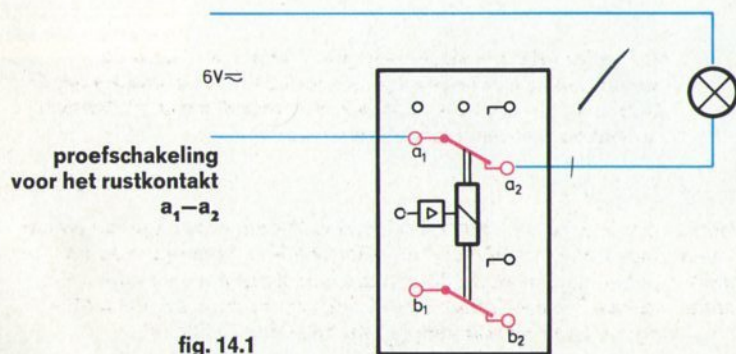 6V≂
proefschakeling
voor het rustkontakt
a₁—a₂
a₁
a₂
b₁
b₂
fig. 14.1